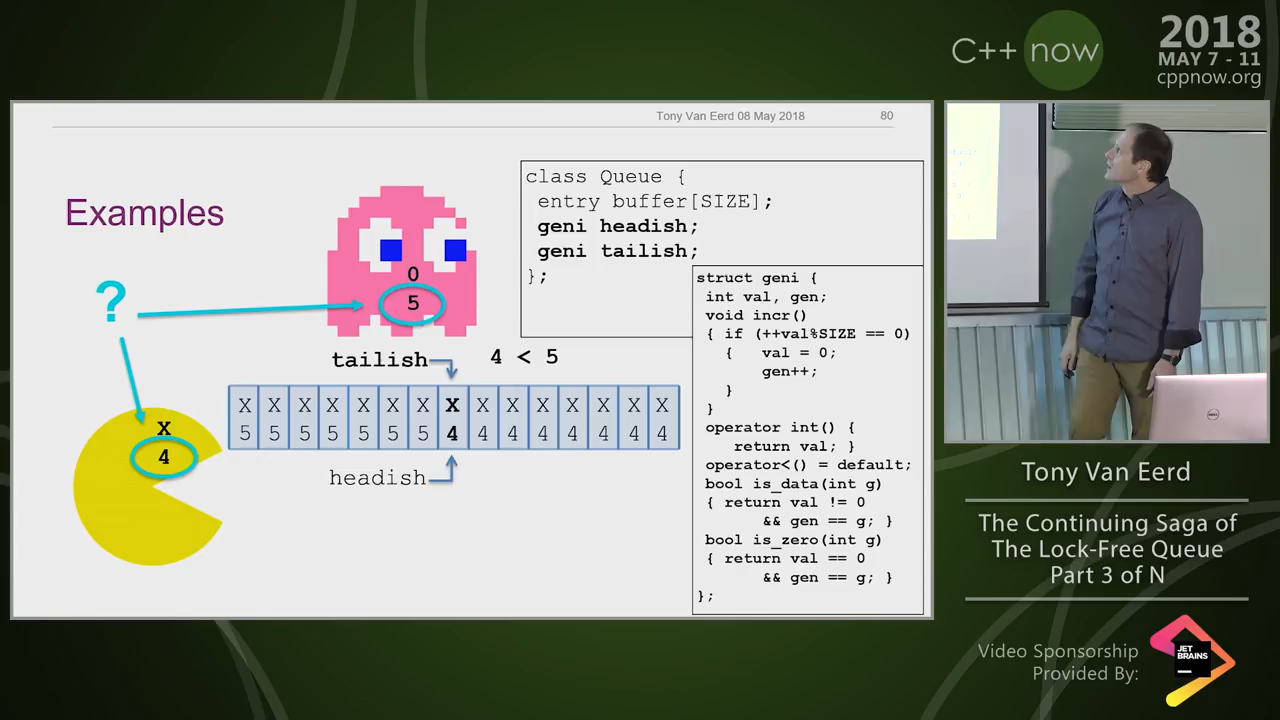 C++ now
2018
MAY 7 - 11
cppnow.org
Tony Van Eerd 08 May 2018
80
Examples
class Queue {
entry buffer[SIZE];
geni headish;
geni tailish;
};
struct geni {
int val, gen;
void incr()
{ if (++val%SIZE == 0)
{ val = 0;
gen++;
}
}
operator int() {
return val; }
operator<() = default;
bool is_data(int g)
{ return val != 0
&& gen == g; }
bool is_zero(int g)
{ return val == 0
&& gen == g; }
};
?
0
5
tailish
4 < 5
X X X X X X X X X X X X X X X
5 5 5 5 5 5 5 4 4 4 4 4 4 4 4
headish
X
4
DELL
Tony Van Eerd
The Continuing Saga of
The Lock-Free Queue
Part 3 of N
Video Sponsorship
Provided By:
JET
BRAINS